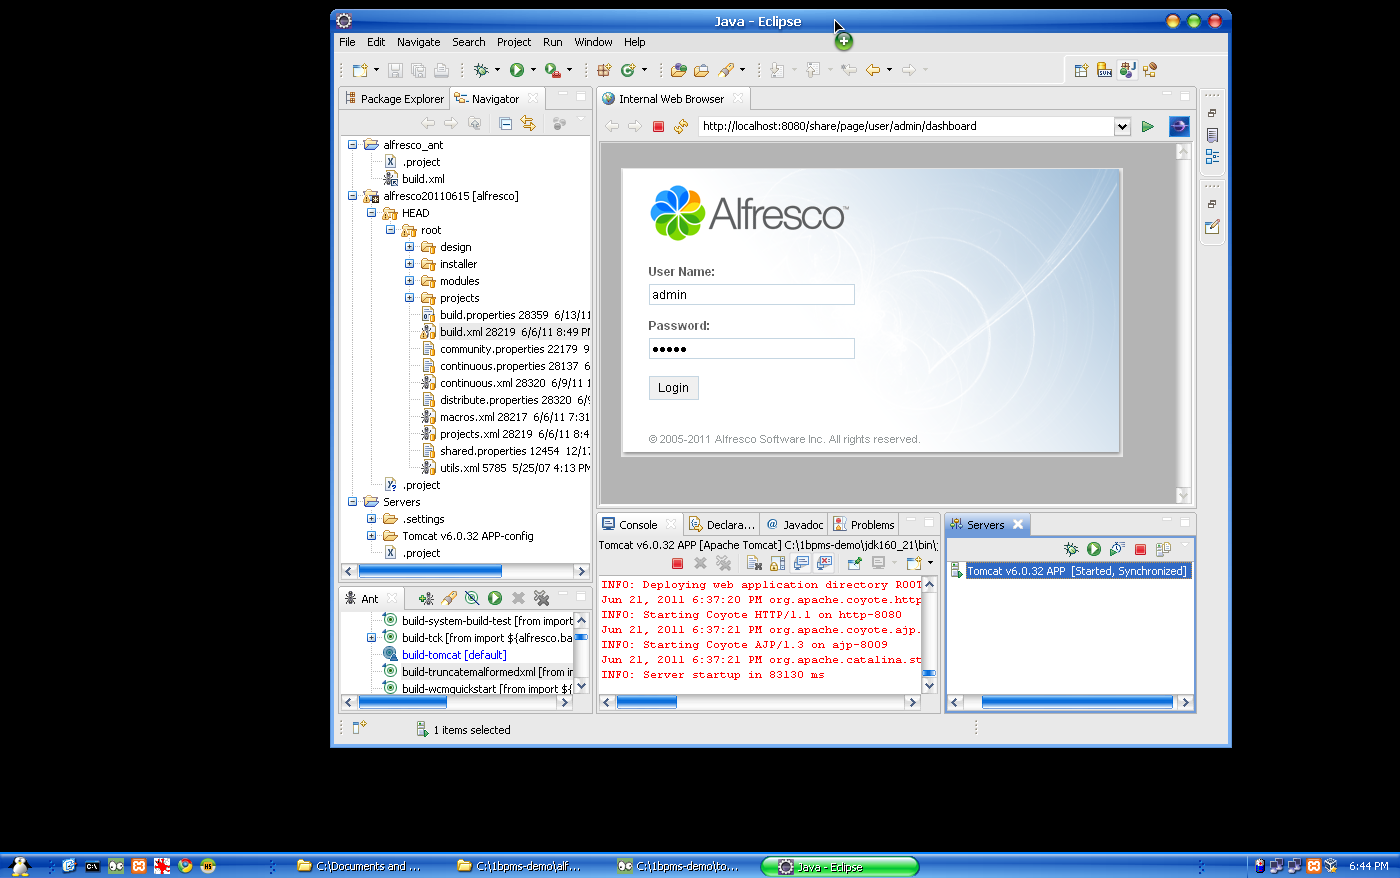 Java - Eclipse
File Edit Navigate Search Project Run Window Help
Package Explorer Navigator
alfresco_ant
.project
build.xml
alfresco20110615 [alfresco]
HEAD
root
design
installer
modules
projects
build.properties 28359 6/13/11
build.xml 28219 6/6/11 8:49 PM
community.properties 22179 9
continuous.properties 28137 6
continuous.xml 28320 6/9/11 1
distribute.properties 28320 6/9
macros.xml 28217 6/6/11 7:31
projects.xml 28219 6/6/11 8:4
shared.properties 12454 12/17
utils.xml 5785 5/25/07 4:13 PM
.project
Servers
.settings
Tomcat v6.0.32 APP-config
.project
Internal Web Browser
http://localhost:8080/share/page/user/admin/dashboard
Alfresco™
User Name:
admin
Password:
●●●●●
Login
© 2005-2011 Alfresco Software Inc. All rights reserved.
Ant
build-system-build-test [from import
build-tck [from import ${alfresco.ba
build-tomcat [default]
build-truncatemalformedxml [from ir
build-wcmquickstart [from import ${
Console Declara... Javadoc Problems
Tomcat v6.0.32 APP [Apache Tomcat] C:\1bpms-demo\jdk160_21\bin\
INFO: Deploying web application directory ROOT
Jun 21, 2011 6:37:20 PM org.apache.coyote.http
INFO: Starting Coyote HTTP/1.1 on http-8080
Jun 21, 2011 6:37:21 PM org.apache.coyote.ajp.
INFO: Starting Coyote AJP/1.3 on ajp-8009
Jun 21, 2011 6:37:21 PM org.apache.catalina.st
INFO: Server startup in 83130 ms
Servers
Tomcat v6.0.32 APP [Started, Synchronized]
1 items selected
C:\Documents and ... C:\1bpms-demo\alf... C:\1bpms-demo\to... Java - Eclipse 6:44 PM